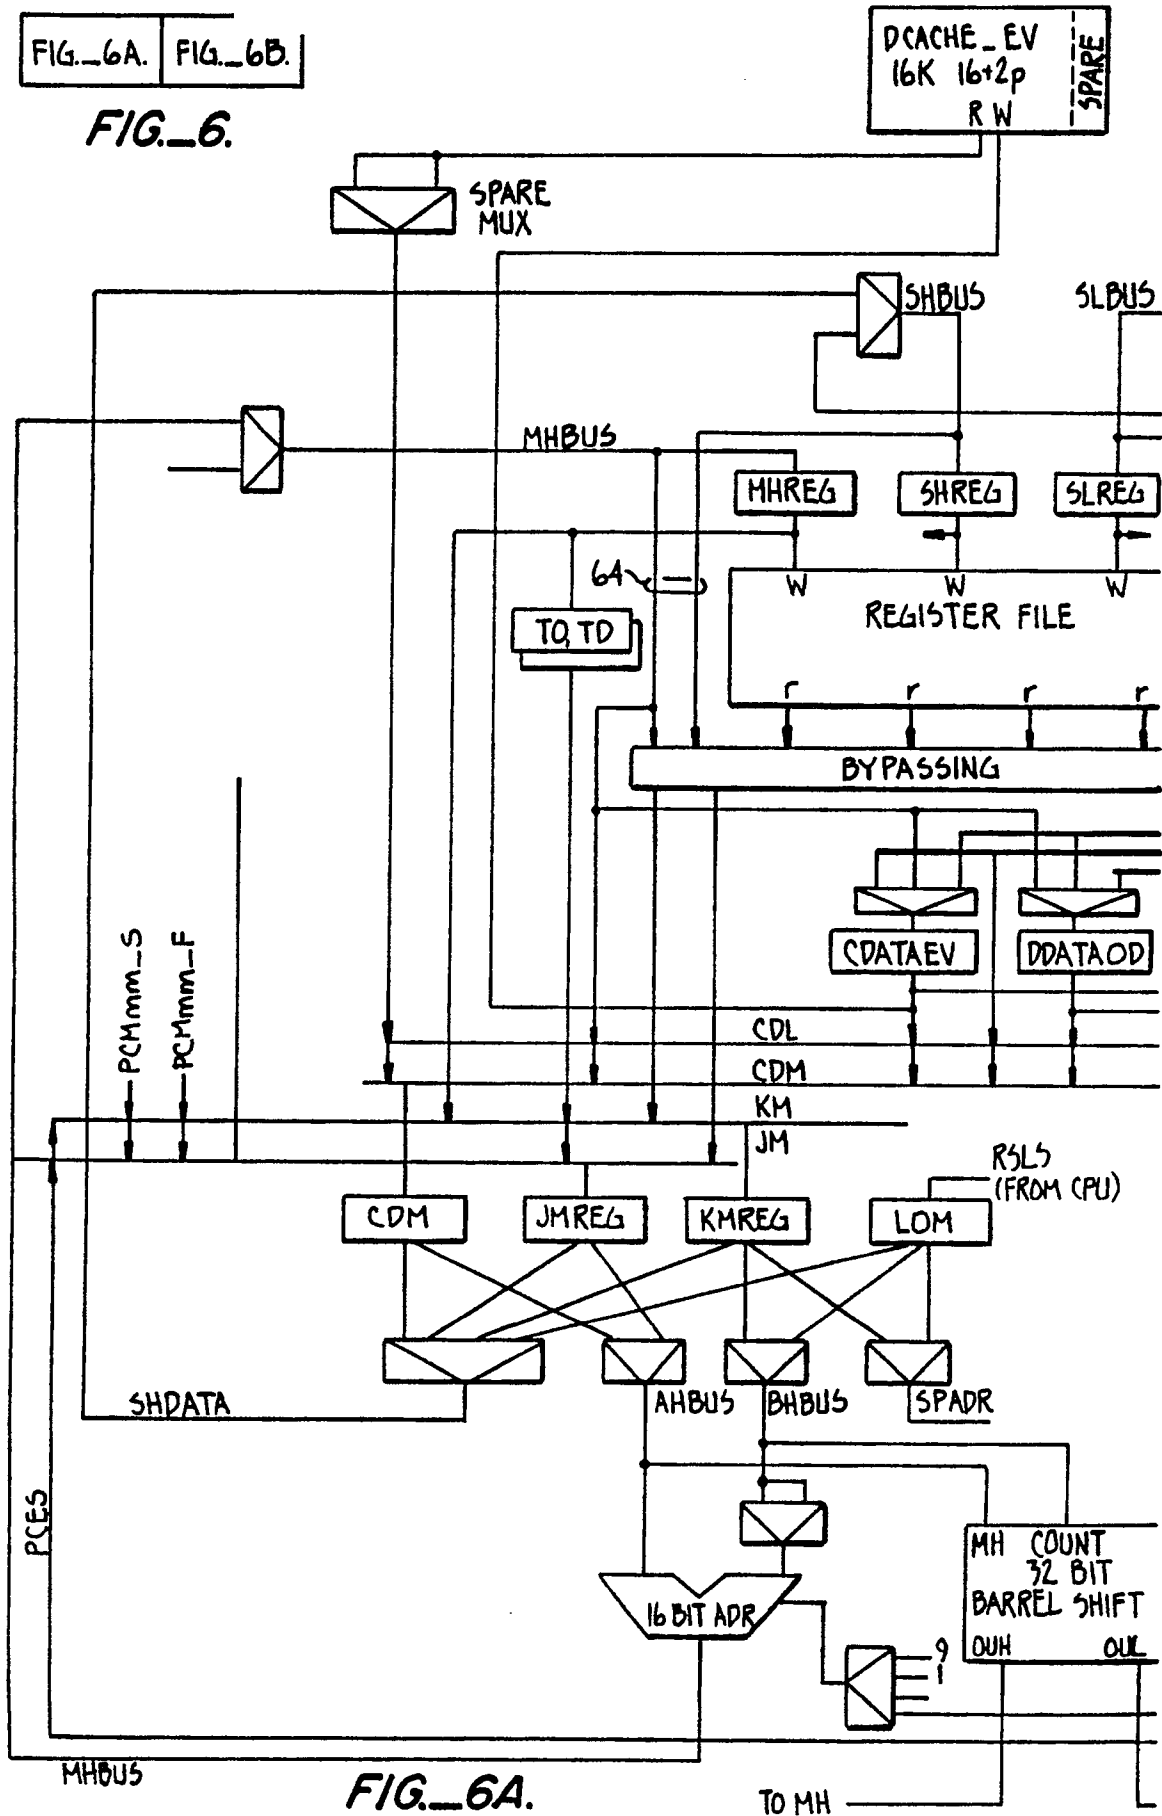 FIG._6A. FIG._6B.
FIG._6.
DCACHE_EV
16K 16+2p
R W
SPARE
SPARE
MUX
SHBUS
SLBUS
MHBUS
MHREG
SHREG
SLREG
64
W
W
W
REGISTER FILE
TO, TD
r
r
r
r
BYPASSING
CDATAEV
DDATAOD
PCMmm_S
PCMmm_F
CDL
CDM
KM
JM
RSLS
(FROM CPU)
CDM
JMREG
KMREG
LOM
SHDATA
AHBUS
BHBUS
SPADR
PCES
MH COUNT
32 BIT
BARREL SHIFT
OUH
OUL
16 BIT ADR
9
1
MHBUS
FIG._6A.
TO MH